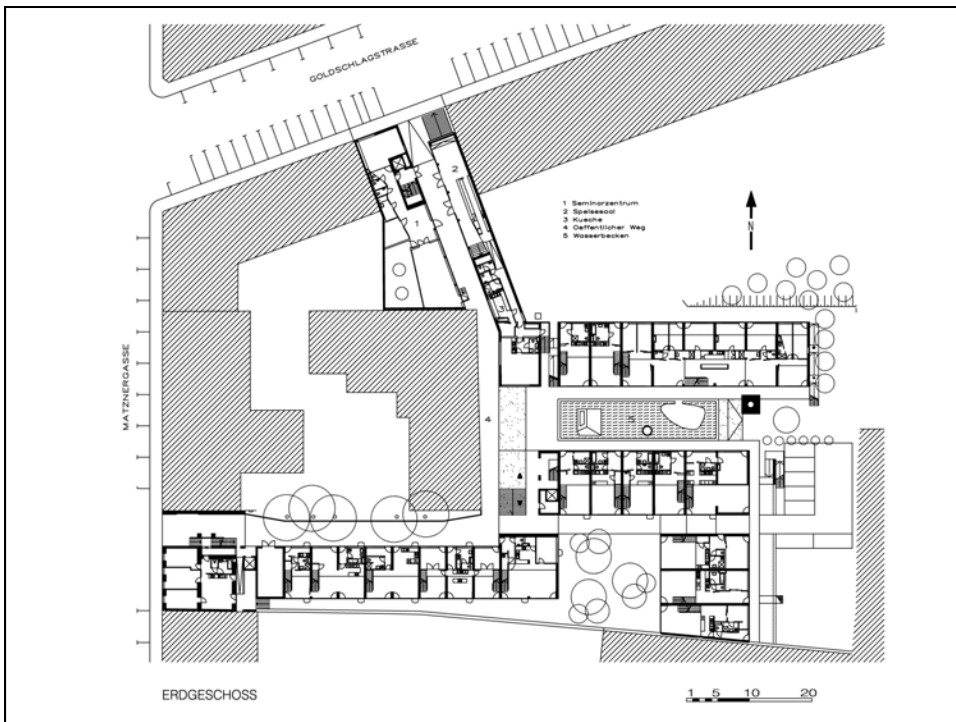 GOLDSCHLAGSTRASSE
2
1
1 Seminarzentrum
2 Speisesaal
3 Kueche
4 Oeffentlicher Weg
5 Wasserbecken
N
3
MATZNERGASSE
4
5
ERDGESCHOSS
1 5 10 20